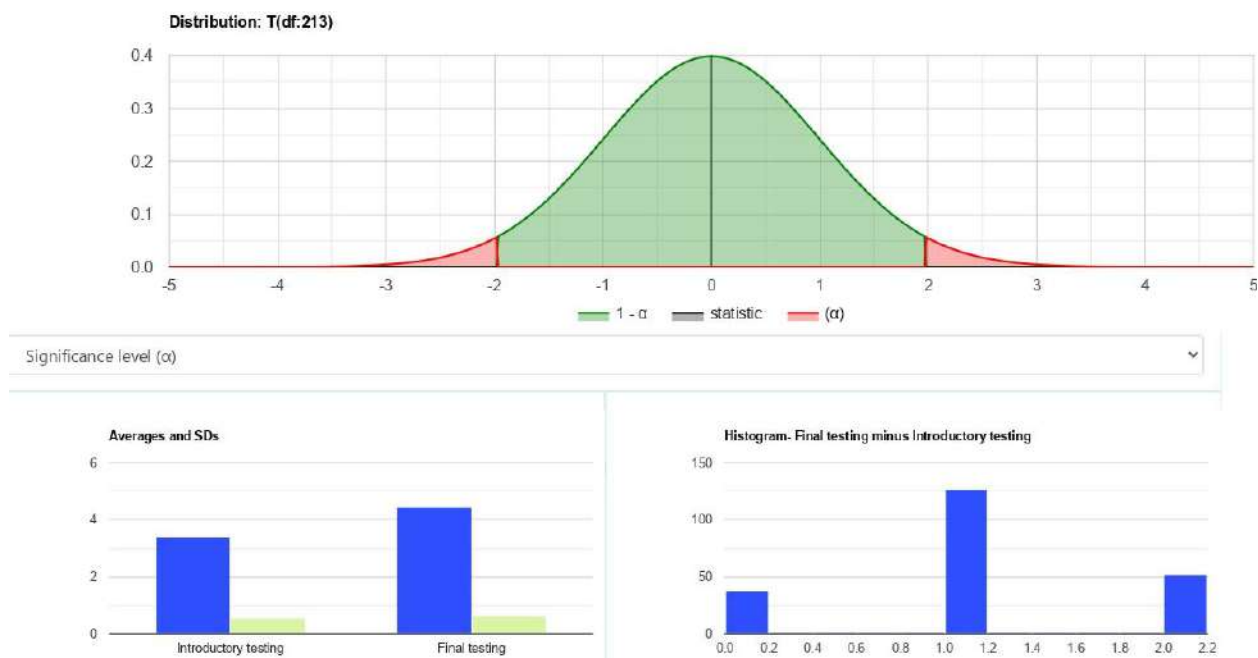 Distribution: T(df:213)
0.4
0.3
0.2
0.1
0.0
-5 -4 -3 -2 -1 0 1 2 3 4 5
1 - α statistic (α)
Significance level (α)
Averages and SDs
6
4
2
0
Introductory testing Final testing
Histogram- Final testing minus Introductory testing
150
100
50
0
0.0 0.2 0.4 0.6 0.8 1.0 1.2 1.4 1.6 1.8 2.0 2.2